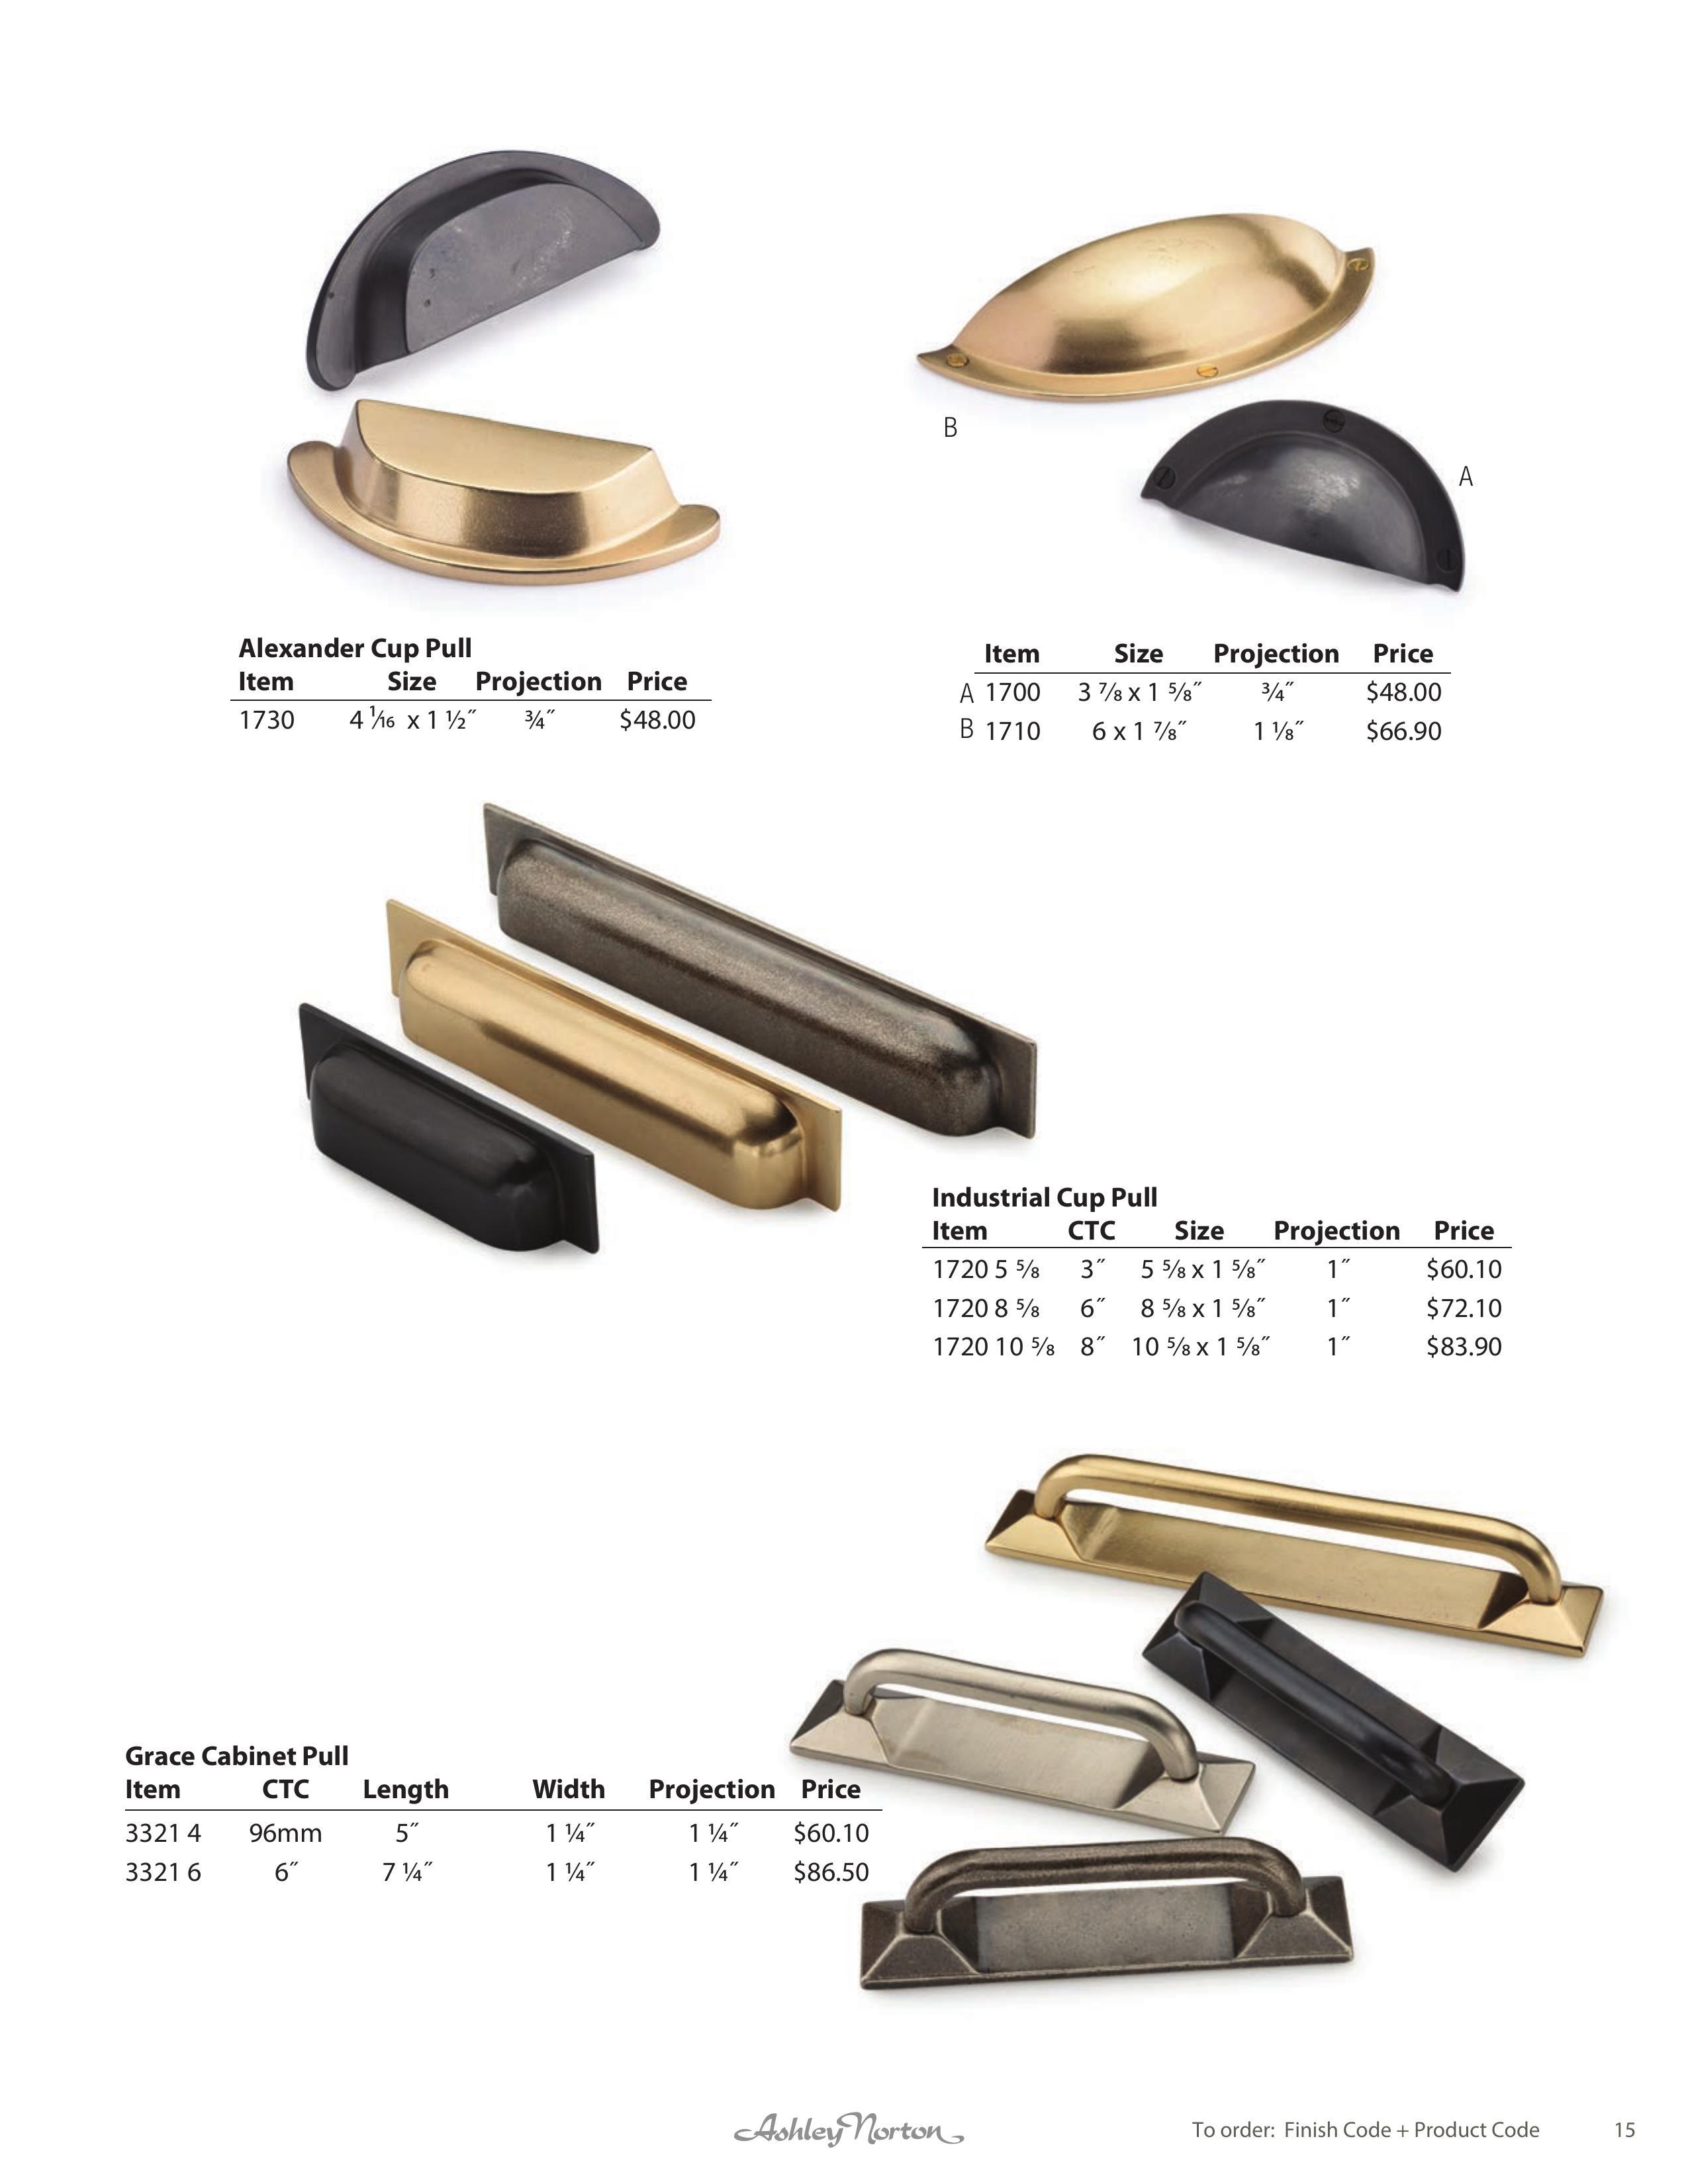 B
A
Alexander Cup Pull
Item Size Projection Price
1730 4 1⁄16 x 1 ½˝ ¾˝ $48.00
Item Size Projection Price
A 1700 3 ⅞ x 1 ⅝˝ ¾˝ $48.00
B 1710 6 x 1 ⅞˝ 1 ⅛˝ $66.90
Industrial Cup Pull
Item CTC Size Projection Price
1720 5 ⅝ 3˝ 5 ⅝ x 1 ⅝˝ 1˝ $60.10
1720 8 ⅝ 6˝ 8 ⅝ x 1 ⅝˝ 1˝ $72.10
1720 10 ⅝ 8˝ 10 ⅝ x 1 ⅝˝ 1˝ $83.90
Grace Cabinet Pull
Item CTC Length Width Projection Price
3321 4 96mm 5˝ 1 ¼˝ 1 ¼˝ $60.10
3321 6 6˝ 7 ¼˝ 1 ¼˝ 1 ¼˝ $86.50
Ashley Norton To order: Finish Code + Product Code 15